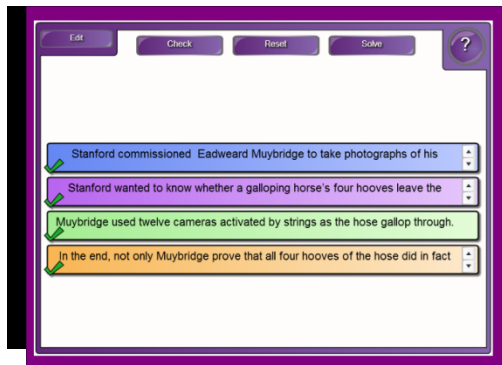 Edit
Check
Reset
Solve
?
Stanford commissioned Eadweard Muybridge to take photographs of his
Stanford wanted to know whether a galloping horse's four hooves leave the
Muybridge used twelve cameras activated by strings as the hose gallop through.
In the end, not only Muybridge prove that all four hooves of the hose did in fact